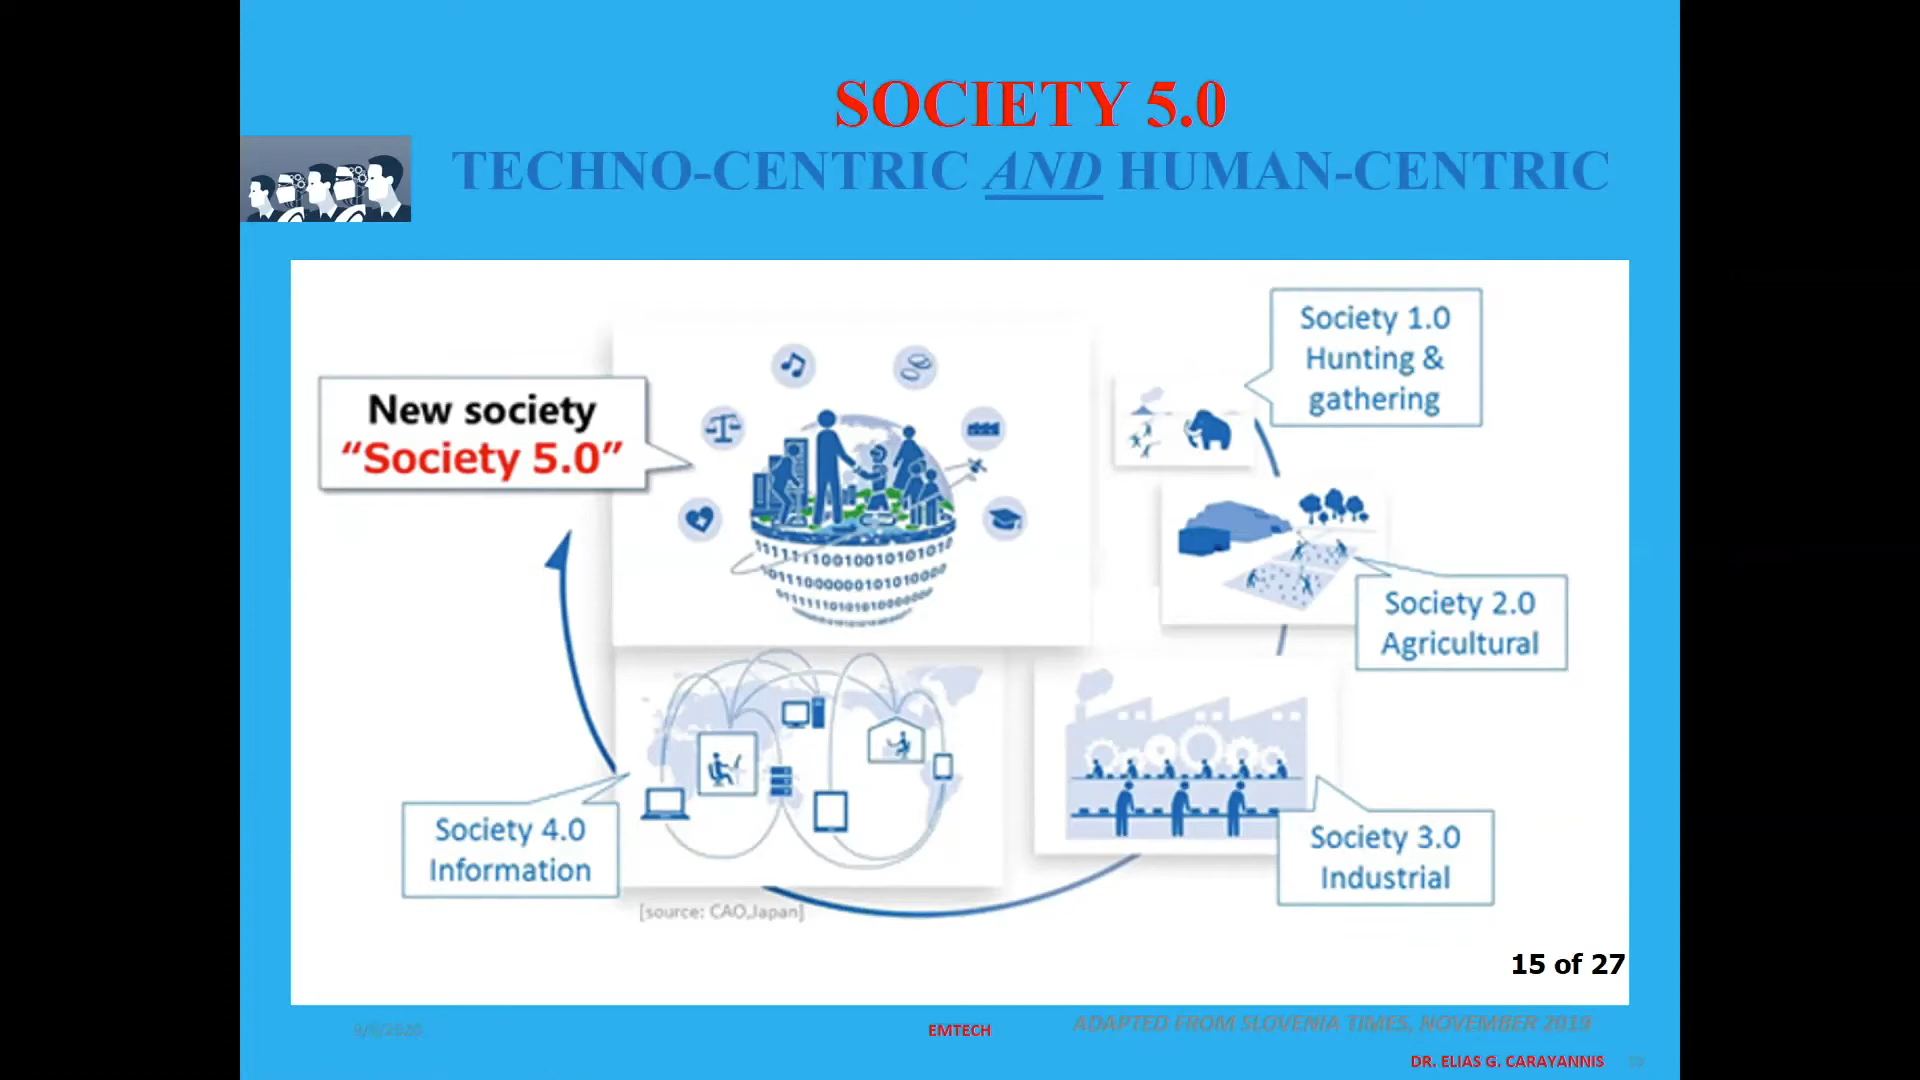 SOCIETY 5.0
TECHNO-CENTRIC AND HUMAN-CENTRIC
New society
“Society 5.0”
Society 1.0
Hunting &
gathering
Society 2.0
Agricultural
Society 3.0
Industrial
Society 4.0
Information
[source: CAO,Japan]
15 of 27
EMTECH
ADAPTED FROM SLOVENIA TIMES, NOVEMBER 2019
DR. ELIAS G. CARAYANNIS